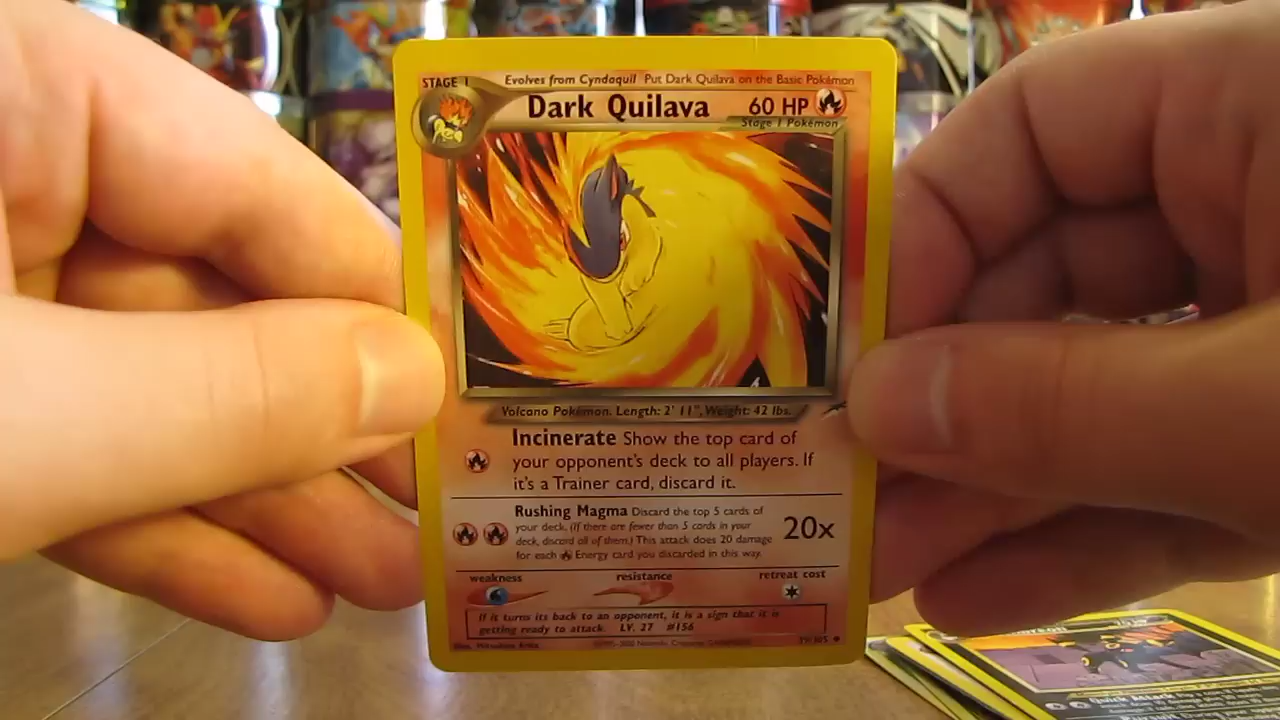 STAGE 1
Evolves from Cyndaquil Put Dark Quilava on the Basic Pokémon
Dark Quilava 60 HP
Stage 1 Pokémon
Volcano Pokémon. Length: 2' 11", Weight: 42 lbs.
Incinerate Show the top card of
your opponent's deck to all players. If
it's a Trainer card, discard it.
Rushing Magma Discard the top 5 cards of
your deck. (If there are fewer than 5 cards in your
deck, discard all of them.) This attack does 20 damage
for each Energy card you discarded in this way.
20x
weakness resistance retreat cost
If it turns its back to an opponent, it is a sign that it is
getting ready to attack. LV. 27 #156
Quick Attack